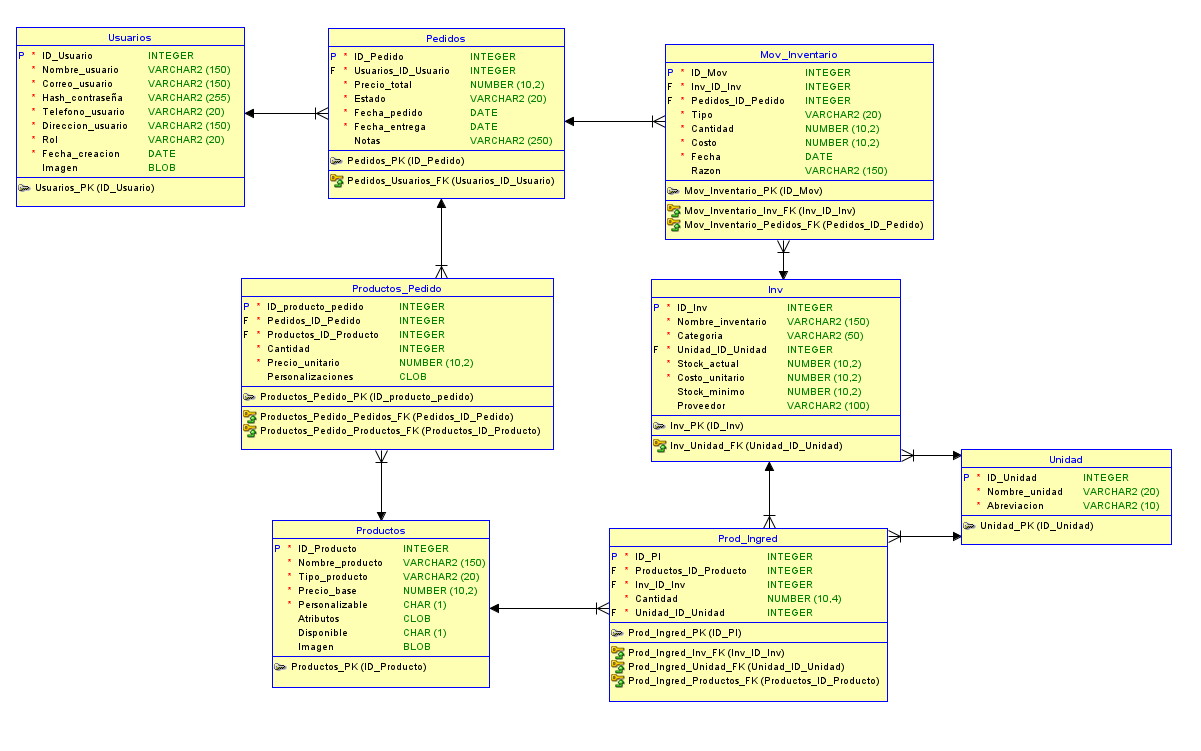 Usuarios
P * ID_Usuario INTEGER
* Nombre_usuario VARCHAR2 (150)
* Correo_usuario VARCHAR2 (150)
* Hash_contraseña VARCHAR2 (255)
* Telefono_usuario VARCHAR2 (20)
* Direccion_usuario VARCHAR2 (150)
* Rol VARCHAR2 (20)
* Fecha_creacion DATE
Imagen BLOB
Usuarios_PK (ID_Usuario)
Pedidos
P * ID_Pedido INTEGER
F * Usuarios_ID_Usuario INTEGER
* Precio_total NUMBER (10,2)
* Estado VARCHAR2 (20)
* Fecha_pedido DATE
* Fecha_entrega DATE
Notas VARCHAR2 (250)
Pedidos_PK (ID_Pedido)
Pedidos_Usuarios_FK (Usuarios_ID_Usuario)
Mov_Inventario
P * ID_Mov INTEGER
F * Inv_ID_Inv INTEGER
F * Pedidos_ID_Pedido INTEGER
* Tipo VARCHAR2 (20)
* Cantidad NUMBER (10,2)
* Costo NUMBER (10,2)
* Fecha DATE
Razon VARCHAR2 (150)
Mov_Inventario_PK (ID_Mov)
Mov_Inventario_Inv_FK (Inv_ID_Inv)
Mov_Inventario_Pedidos_FK (Pedidos_ID_Pedido)
Productos_Pedido
P * ID_producto_pedido INTEGER
F * Pedidos_ID_Pedido INTEGER
F * Productos_ID_Producto INTEGER
* Cantidad INTEGER
* Precio_unitario NUMBER (10,2)
Personalizaciones CLOB
Productos_Pedido_PK (ID_producto_pedido)
Productos_Pedido_Pedidos_FK (Pedidos_ID_Pedido)
Productos_Pedido_Productos_FK (Productos_ID_Producto)
Inv
P * ID_Inv INTEGER
* Nombre_inventario VARCHAR2 (150)
* Categoria VARCHAR2 (50)
F * Unidad_ID_Unidad INTEGER
* Stock_actual NUMBER (10,2)
* Costo_unitario NUMBER (10,2)
Stock_minimo NUMBER (10,2)
Proveedor VARCHAR2 (100)
Inv_PK (ID_Inv)
Inv_Unidad_FK (Unidad_ID_Unidad)
Unidad
P * ID_Unidad INTEGER
* Nombre_unidad VARCHAR2 (20)
* Abreviacion VARCHAR2 (10)
Unidad_PK (ID_Unidad)
Productos
P * ID_Producto INTEGER
* Nombre_producto VARCHAR2 (150)
* Tipo_producto VARCHAR2 (20)
* Precio_base NUMBER (10,2)
* Personalizable CHAR (1)
Atributos CLOB
Disponible CHAR (1)
Imagen BLOB
Productos_PK (ID_Producto)
Prod_Ingred
P * ID_PI INTEGER
F * Productos_ID_Producto INTEGER
F * Inv_ID_Inv INTEGER
* Cantidad NUMBER (10,4)
F * Unidad_ID_Unidad INTEGER
Prod_Ingred_PK (ID_PI)
Prod_Ingred_Inv_FK (Inv_ID_Inv)
Prod_Ingred_Unidad_FK (Unidad_ID_Unidad)
Prod_Ingred_Productos_FK (Productos_ID_Producto)